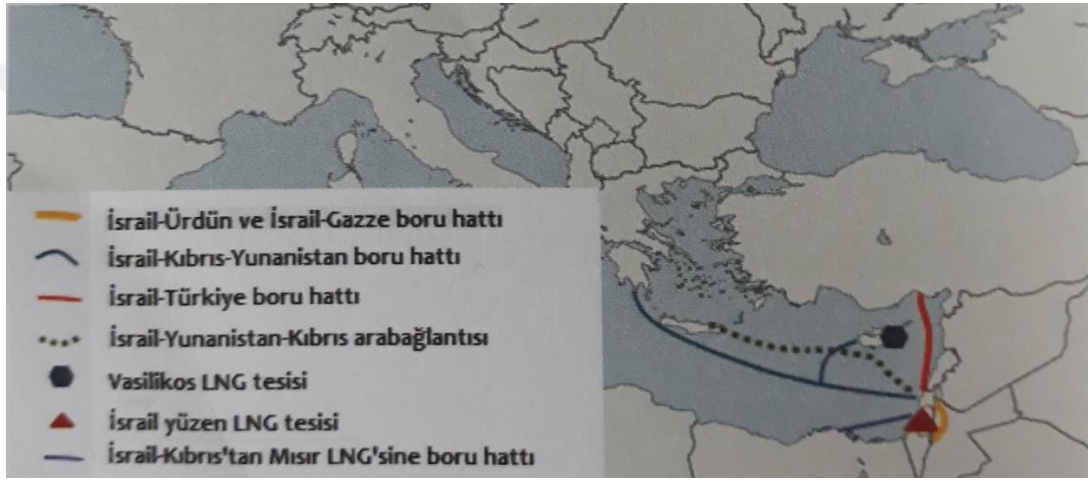 İsrail-Ürdün ve İsrail-Gazze boru hattı
İsrail-Kıbrıs-Yunanistan boru hattı
İsrail-Türkiye boru hattı
İsrail-Yunanistan-Kıbrıs arabağlantısı
Vasilikos LNG tesisi
İsrail yüzen LNG tesisi
İsrail-Kıbrıs'tan Mısır LNG'sine boru hattı